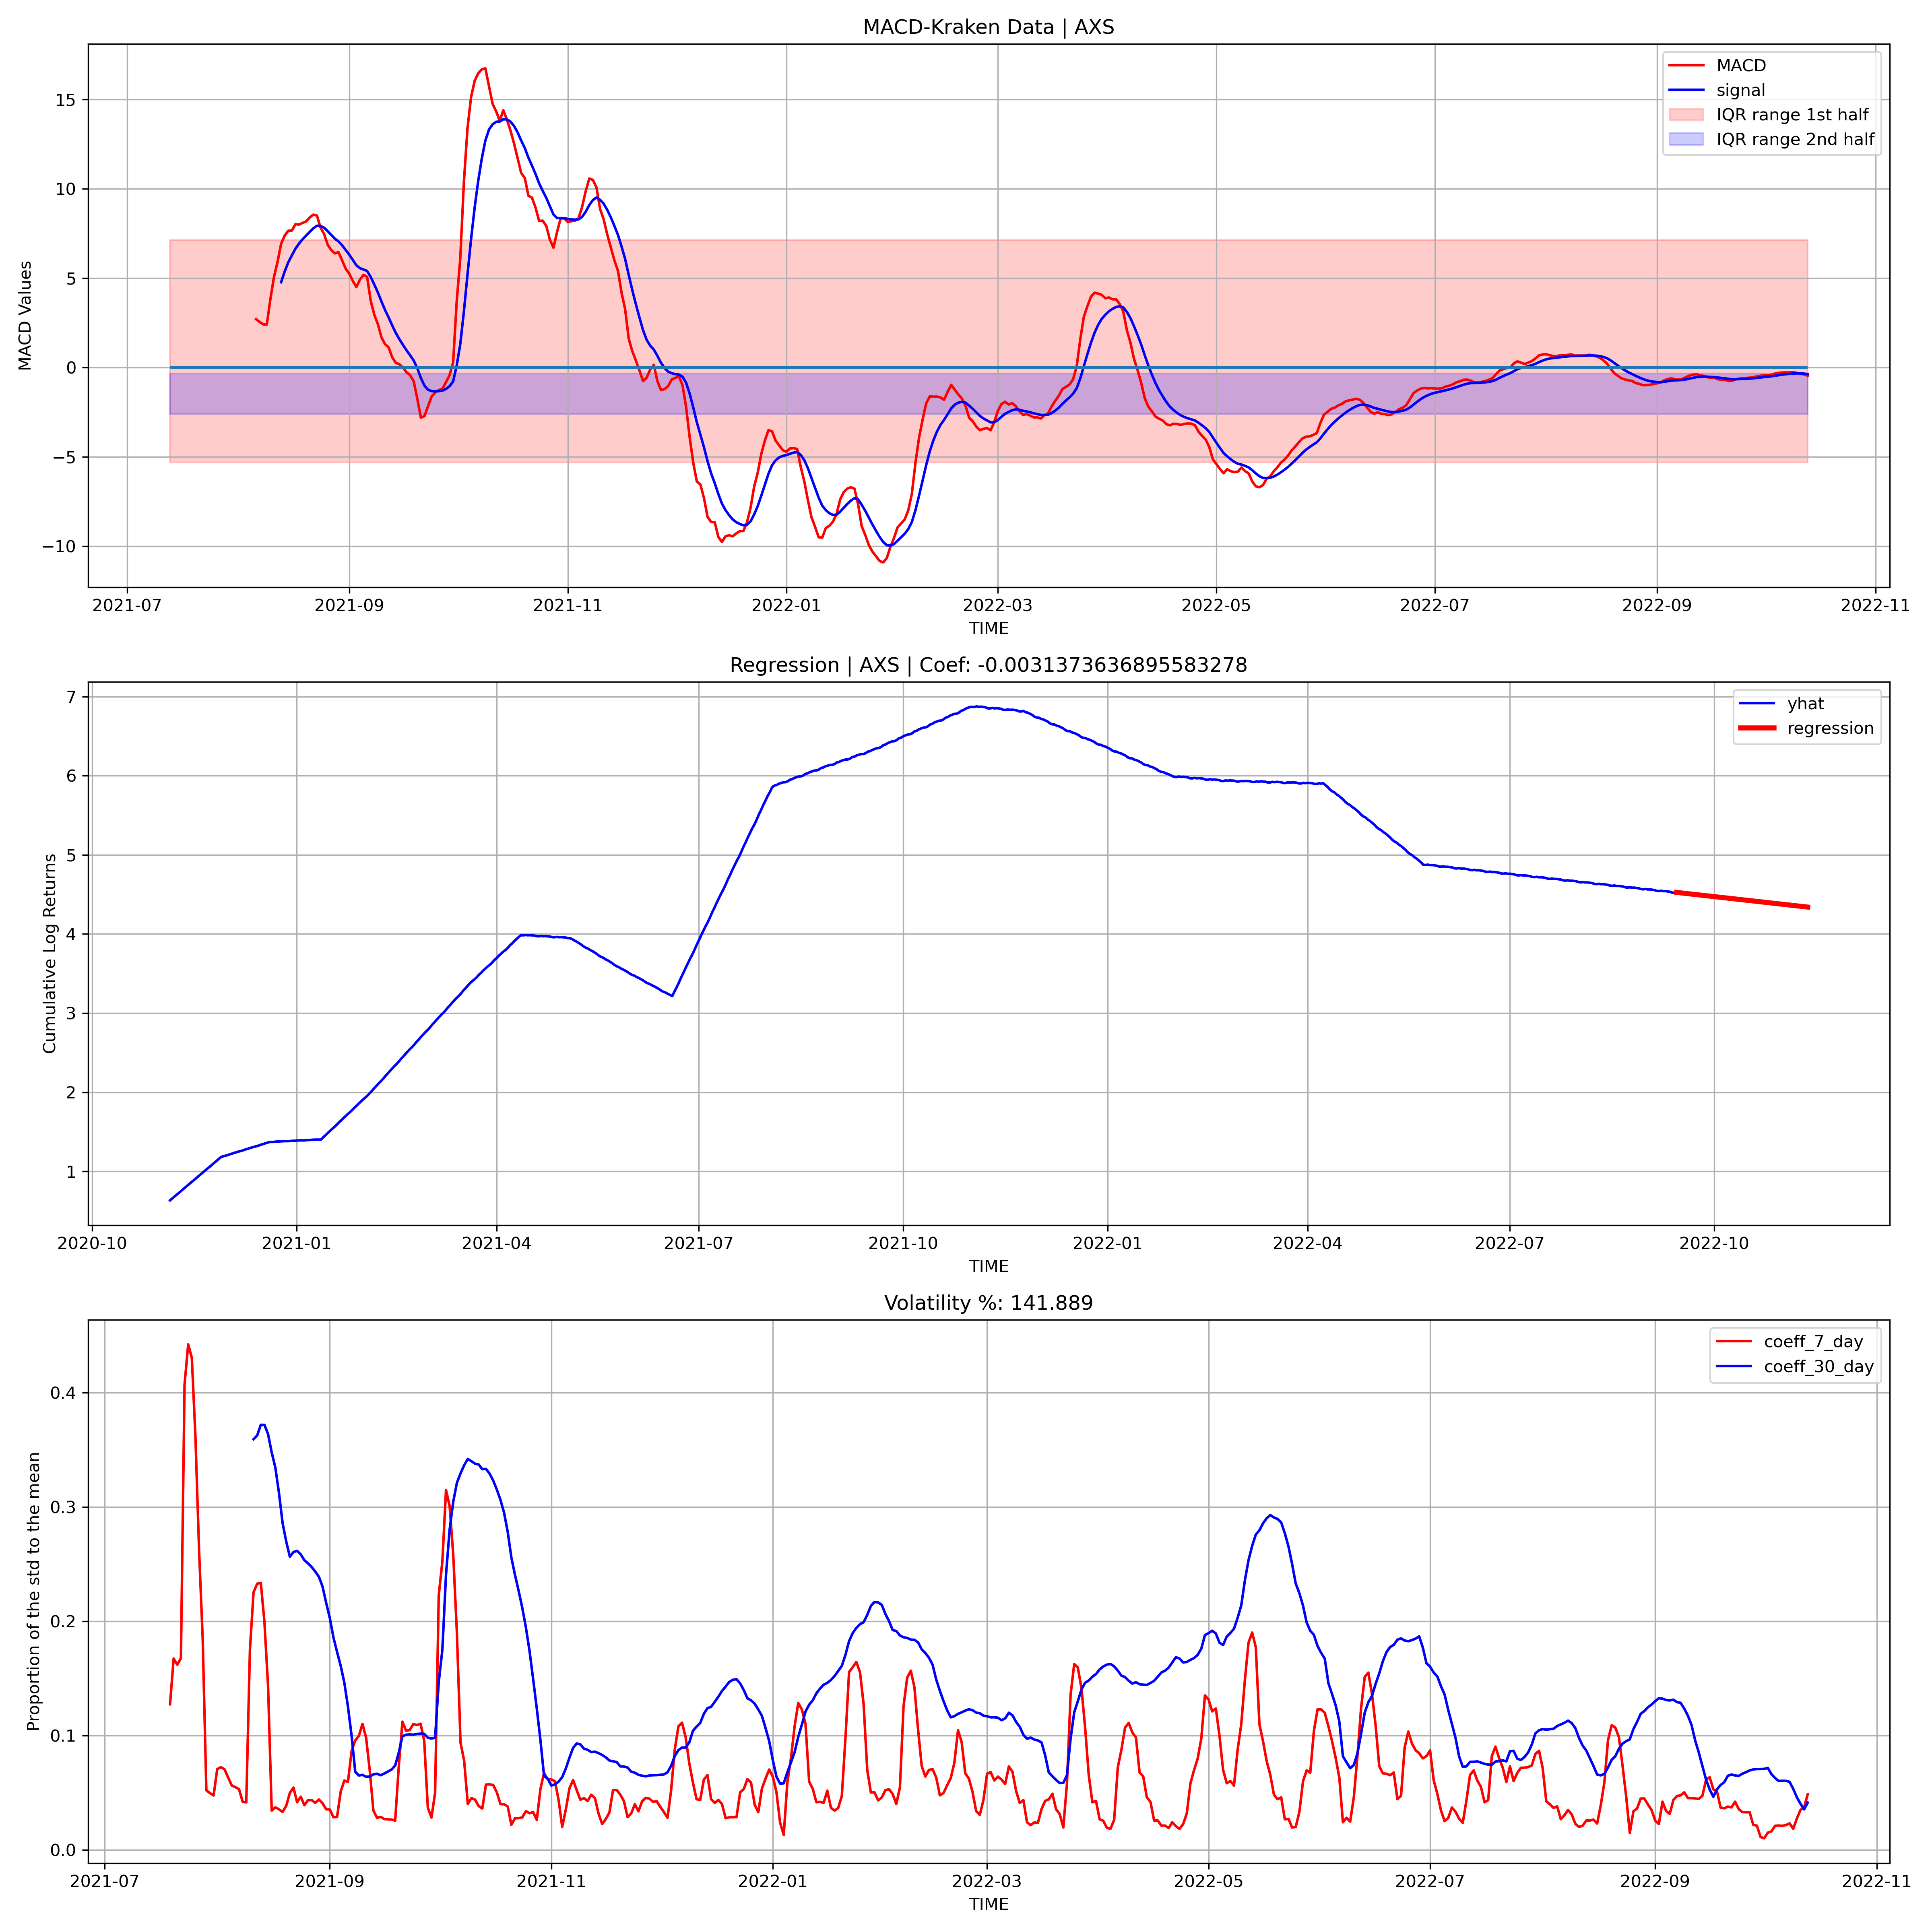 MACD-Kraken Data | AXS
MACD Values
15
10
5
0
−5
−10
MACD
signal
IQR range 1st half
IQR range 2nd half
2021-07 2021-09 2021-11 2022-01 2022-03 2022-05 2022-07 2022-09 2022-11
TIME
Regression | AXS | Coef: -0.0031373636895583278
Cumulative Log Returns
7
6
5
4
3
2
1
yhat
regression
2020-10 2021-01 2021-04 2021-07 2021-10 2022-01 2022-04 2022-07 2022-10
TIME
Volatility %: 141.889
Proportion of the std to the mean
0.4
0.3
0.2
0.1
0.0
coeff_7_day
coeff_30_day
2021-07 2021-09 2021-11 2022-01 2022-03 2022-05 2022-07 2022-09 2022-11
TIME